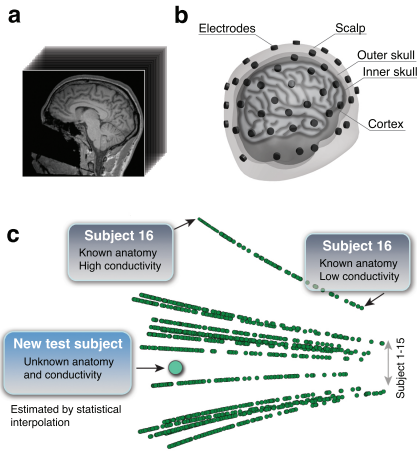 a
b
Electrodes
Scalp
Outer skull
Inner skull
Cortex
c
Subject 16
Known anatomy
High conductivity
Subject 16
Known anatomy
Low conductivity
New test subject
Unknown anatomy
and conductivity
Estimated by statistical
interpolation
Subject 1-15